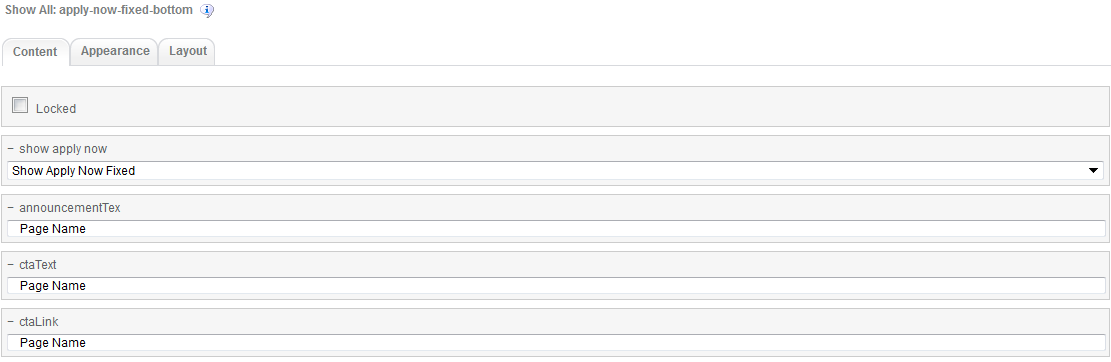 Show All: apply-now-fixed-bottom
Content Appearance Layout
Locked
− show apply now
Show Apply Now Fixed
− announcementTex
Page Name
− ctaText
Page Name
− ctaLink
Page Name